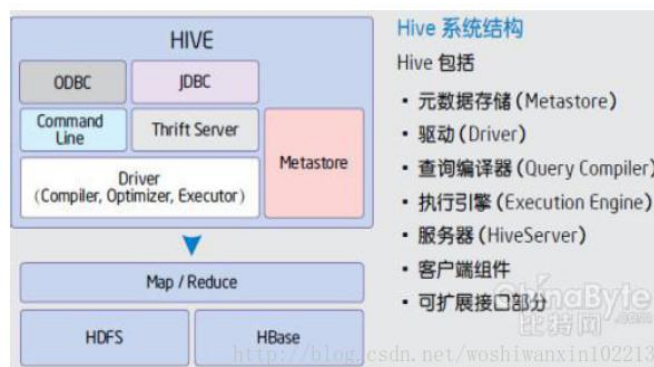 HIVE
ODBC
JDBC
Command
Line
Thrift Server
Metastore
Driver
(Compiler, Optimizer, Executor)
Map / Reduce
HDFS
HBase
Hive 系统结构
Hive 包括
• 元数据存储 (Metastore)
• 驱动 (Driver)
• 查询编译器 (Query Compiler)
• 执行引擎 (Execution Engine)
• 服务器 (HiveServer)
• 客户端组件
• 可扩展接口部分
ChinaByte
比特网 .com
http://blog.csdn.net/woshiwanxin102213